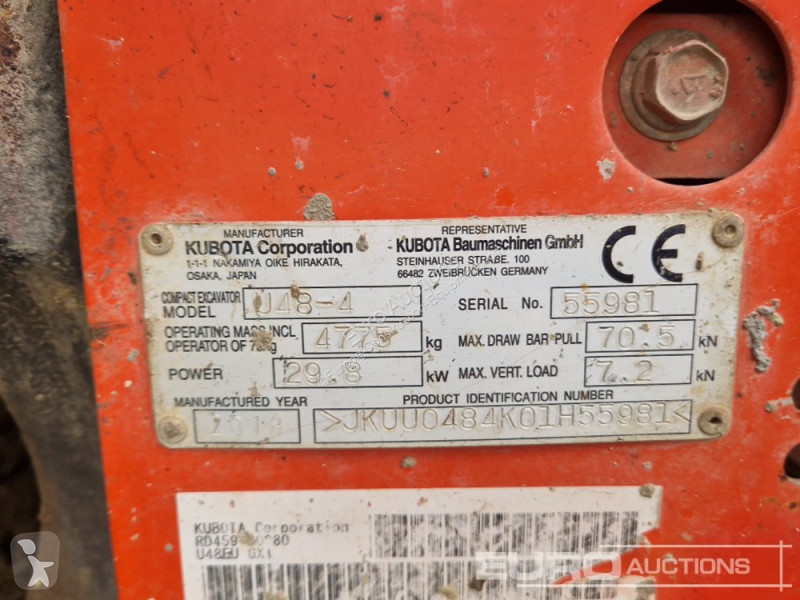 MANUFACTURER
KUBOTA Corporation
1-1-1 NAKAMIYA OIKE HIRAKATA,
OSAKA, JAPAN
REPRESENTATIVE
KUBOTA Baumaschinen GmbH
STEINHAUSER STRAßE. 100
66482 ZWEIBRÜCKEN GERMANY
CE
COMPACT EXCAVATOR
MODEL U48-4
SERIAL No. 55981
OPERATING MASS INCL.
OPERATOR OF kg 4775 kg
MAX. DRAW BAR PULL 70.5 kN
POWER 29.8 kW
MAX. VERT. LOAD 7.2 kN
MANUFACTURED YEAR
PRODUCT IDENTIFICATION NUMBER
>JKUU0484K01H55981<
KUBOTA Corporation
U48EU
EURO AUCTIONS